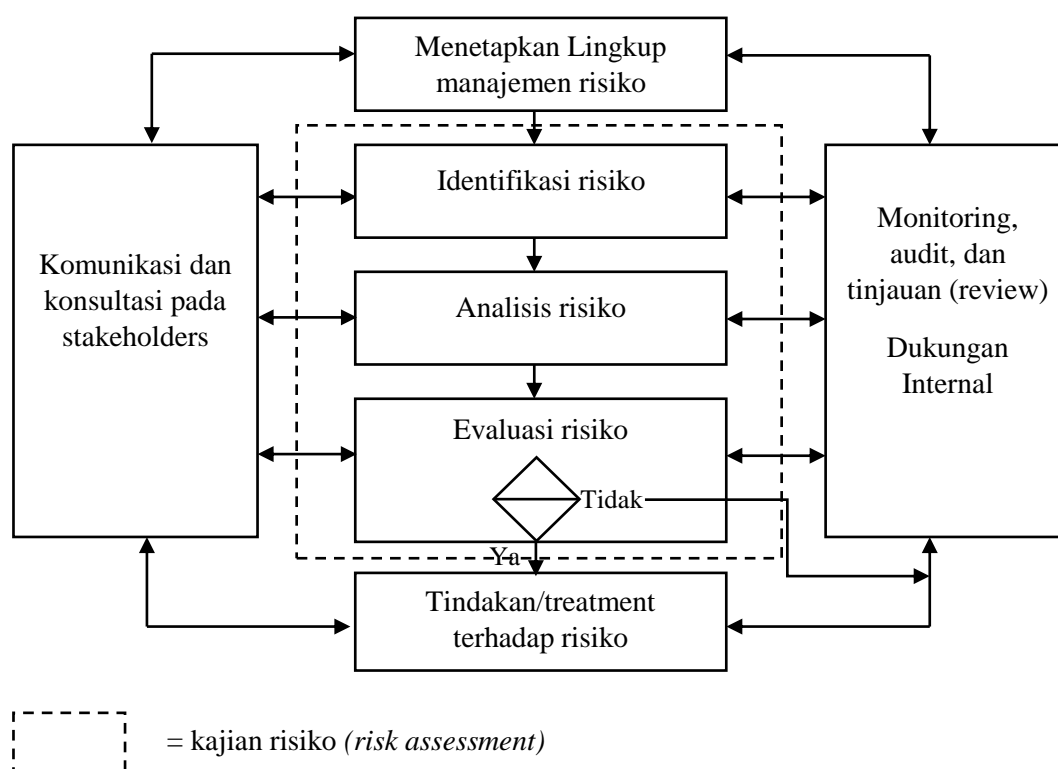 Menetapkan Lingkup
manajemen risiko
Identifikasi risiko
Komunikasi dan
konsultasi pada
stakeholders
Analisis risiko
Monitoring,
audit, dan
tinjauan (review)
Dukungan
Internal
Evaluasi risiko
Tidak
Ya
Tindakan/treatment
terhadap risiko
= kajian risiko (risk assessment)